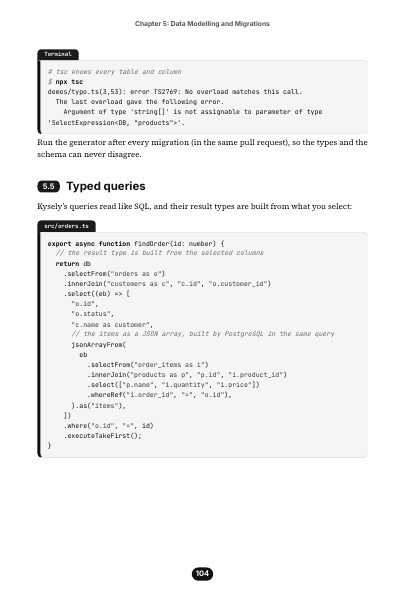 Chapter 5: Data Modelling and Migrations
Terminal
# tsc knows every table and column
$ npx tsc
demos/typo.ts(3,53): error TS2769: No overload matches this call.
  The last overload gave the following error.
    Argument of type 'string[]' is not assignable to parameter of type
'SelectExpression<DB, "products">'.
Run the generator after every migration (in the same pull request), so the types and the
schema can never disagree.
5.5 Typed queries
Kysely's queries read like SQL, and their result types are built from what you select:
src/orders.ts
export async function findOrder(id: number) {
  // the result type is built from the selected columns
  return db
    .selectFrom("orders as o")
    .innerJoin("customers as c", "c.id", "o.customer_id")
    .select((eb) => [
      "o.id",
      "o.status",
      "c.name as customer",
      // the items as a JSON array, built by PostgreSQL in the same query
      jsonArrayFrom(
        eb
          .selectFrom("order_items as i")
          .innerJoin("products as p", "p.id", "i.product_id")
          .select(["p.name", "i.quantity", "i.price"])
          .whereRef("i.order_id", "=", "o.id"),
      ).as("items"),
    ])
    .where("o.id", "=", id)
    .executeTakeFirst();
}
104